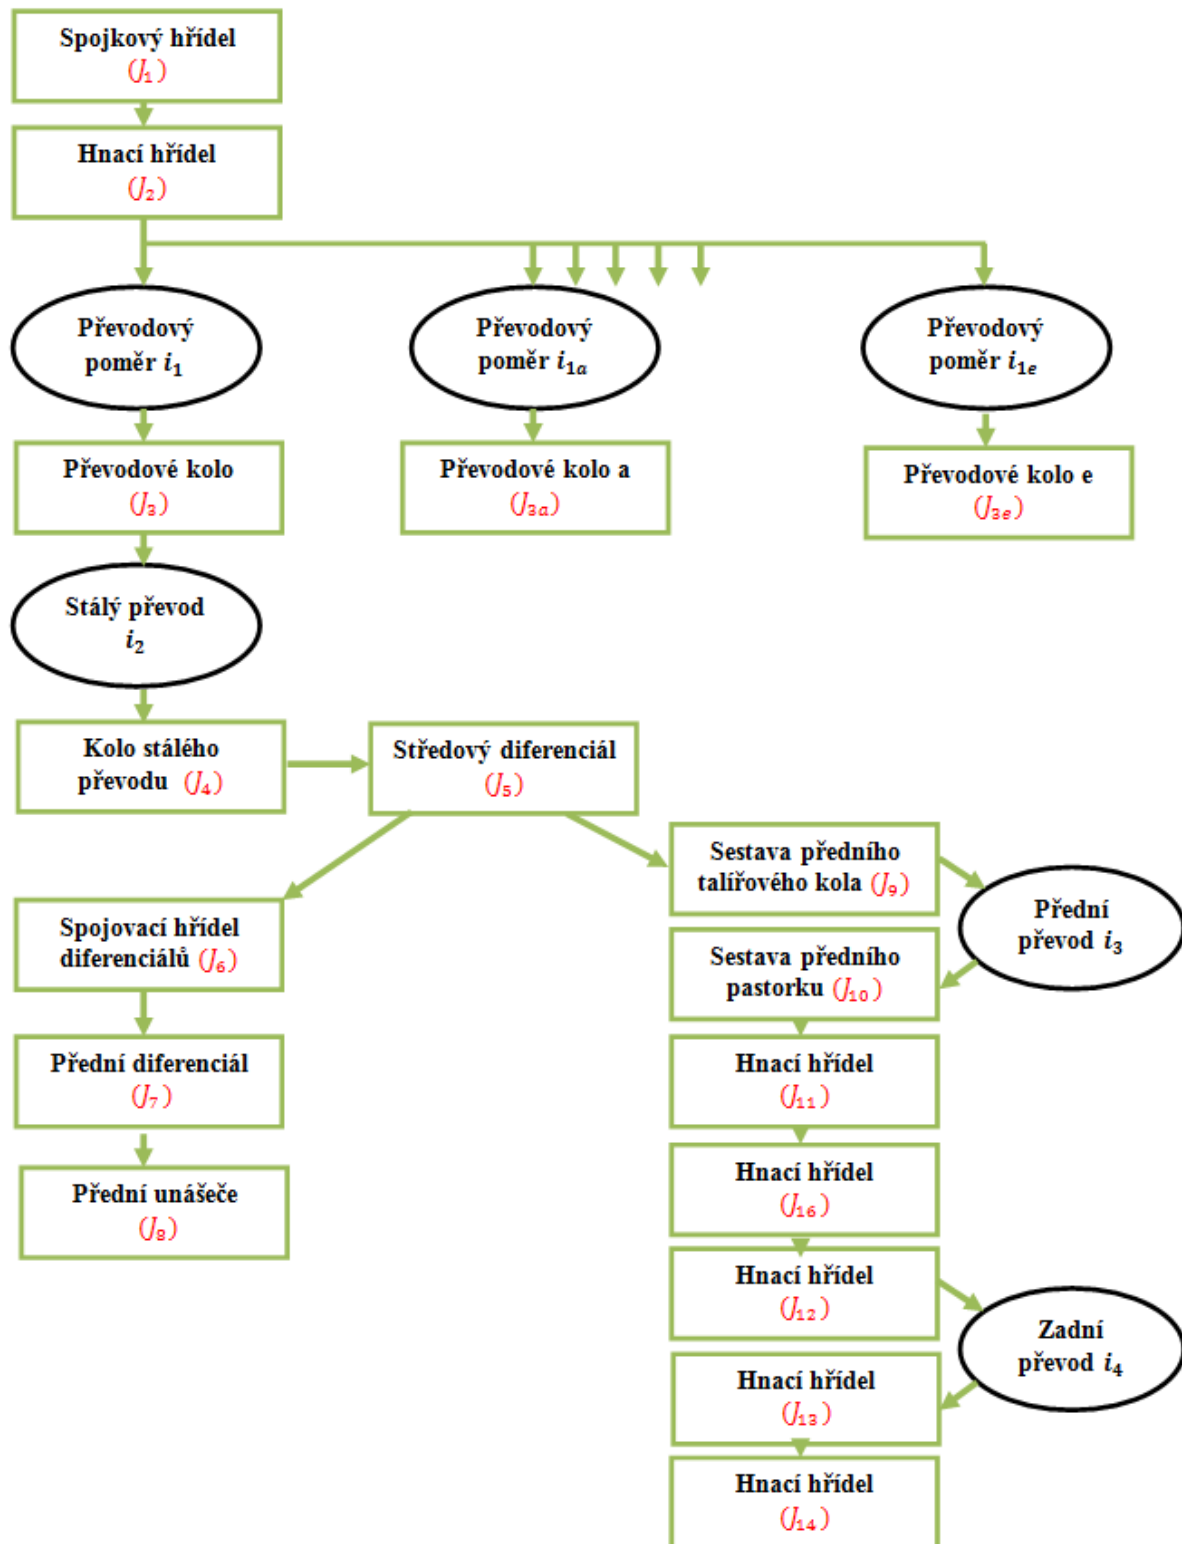 Spojkový hřídel
(J₁)
Hnací hřídel
(J₂)
Převodový
poměr i₁
Převodový
poměr i₁ₐ
Převodový
poměr i₁ₑ
Převodové kolo
(J₃)
Převodové kolo a
(J₃ₐ)
Převodové kolo e
(J₃ₑ)
Stálý převod
i₂
Kolo stálého
převodu (J₄)
Středový diferenciál
(J₅)
Spojovací hřídel
diferenciálů (J₆)
Přední diferenciál
(J₇)
Přední unášeče
(J₈)
Sestava předního
talířového kola (J₉)
Přední
převod i₃
Sestava předního
pastorku (J₁₀)
Hnací hřídel
(J₁₁)
Hnací hřídel
(J₁₆)
Hnací hřídel
(J₁₂)
Zadní
převod i₄
Hnací hřídel
(J₁₃)
Hnací hřídel
(J₁₄)